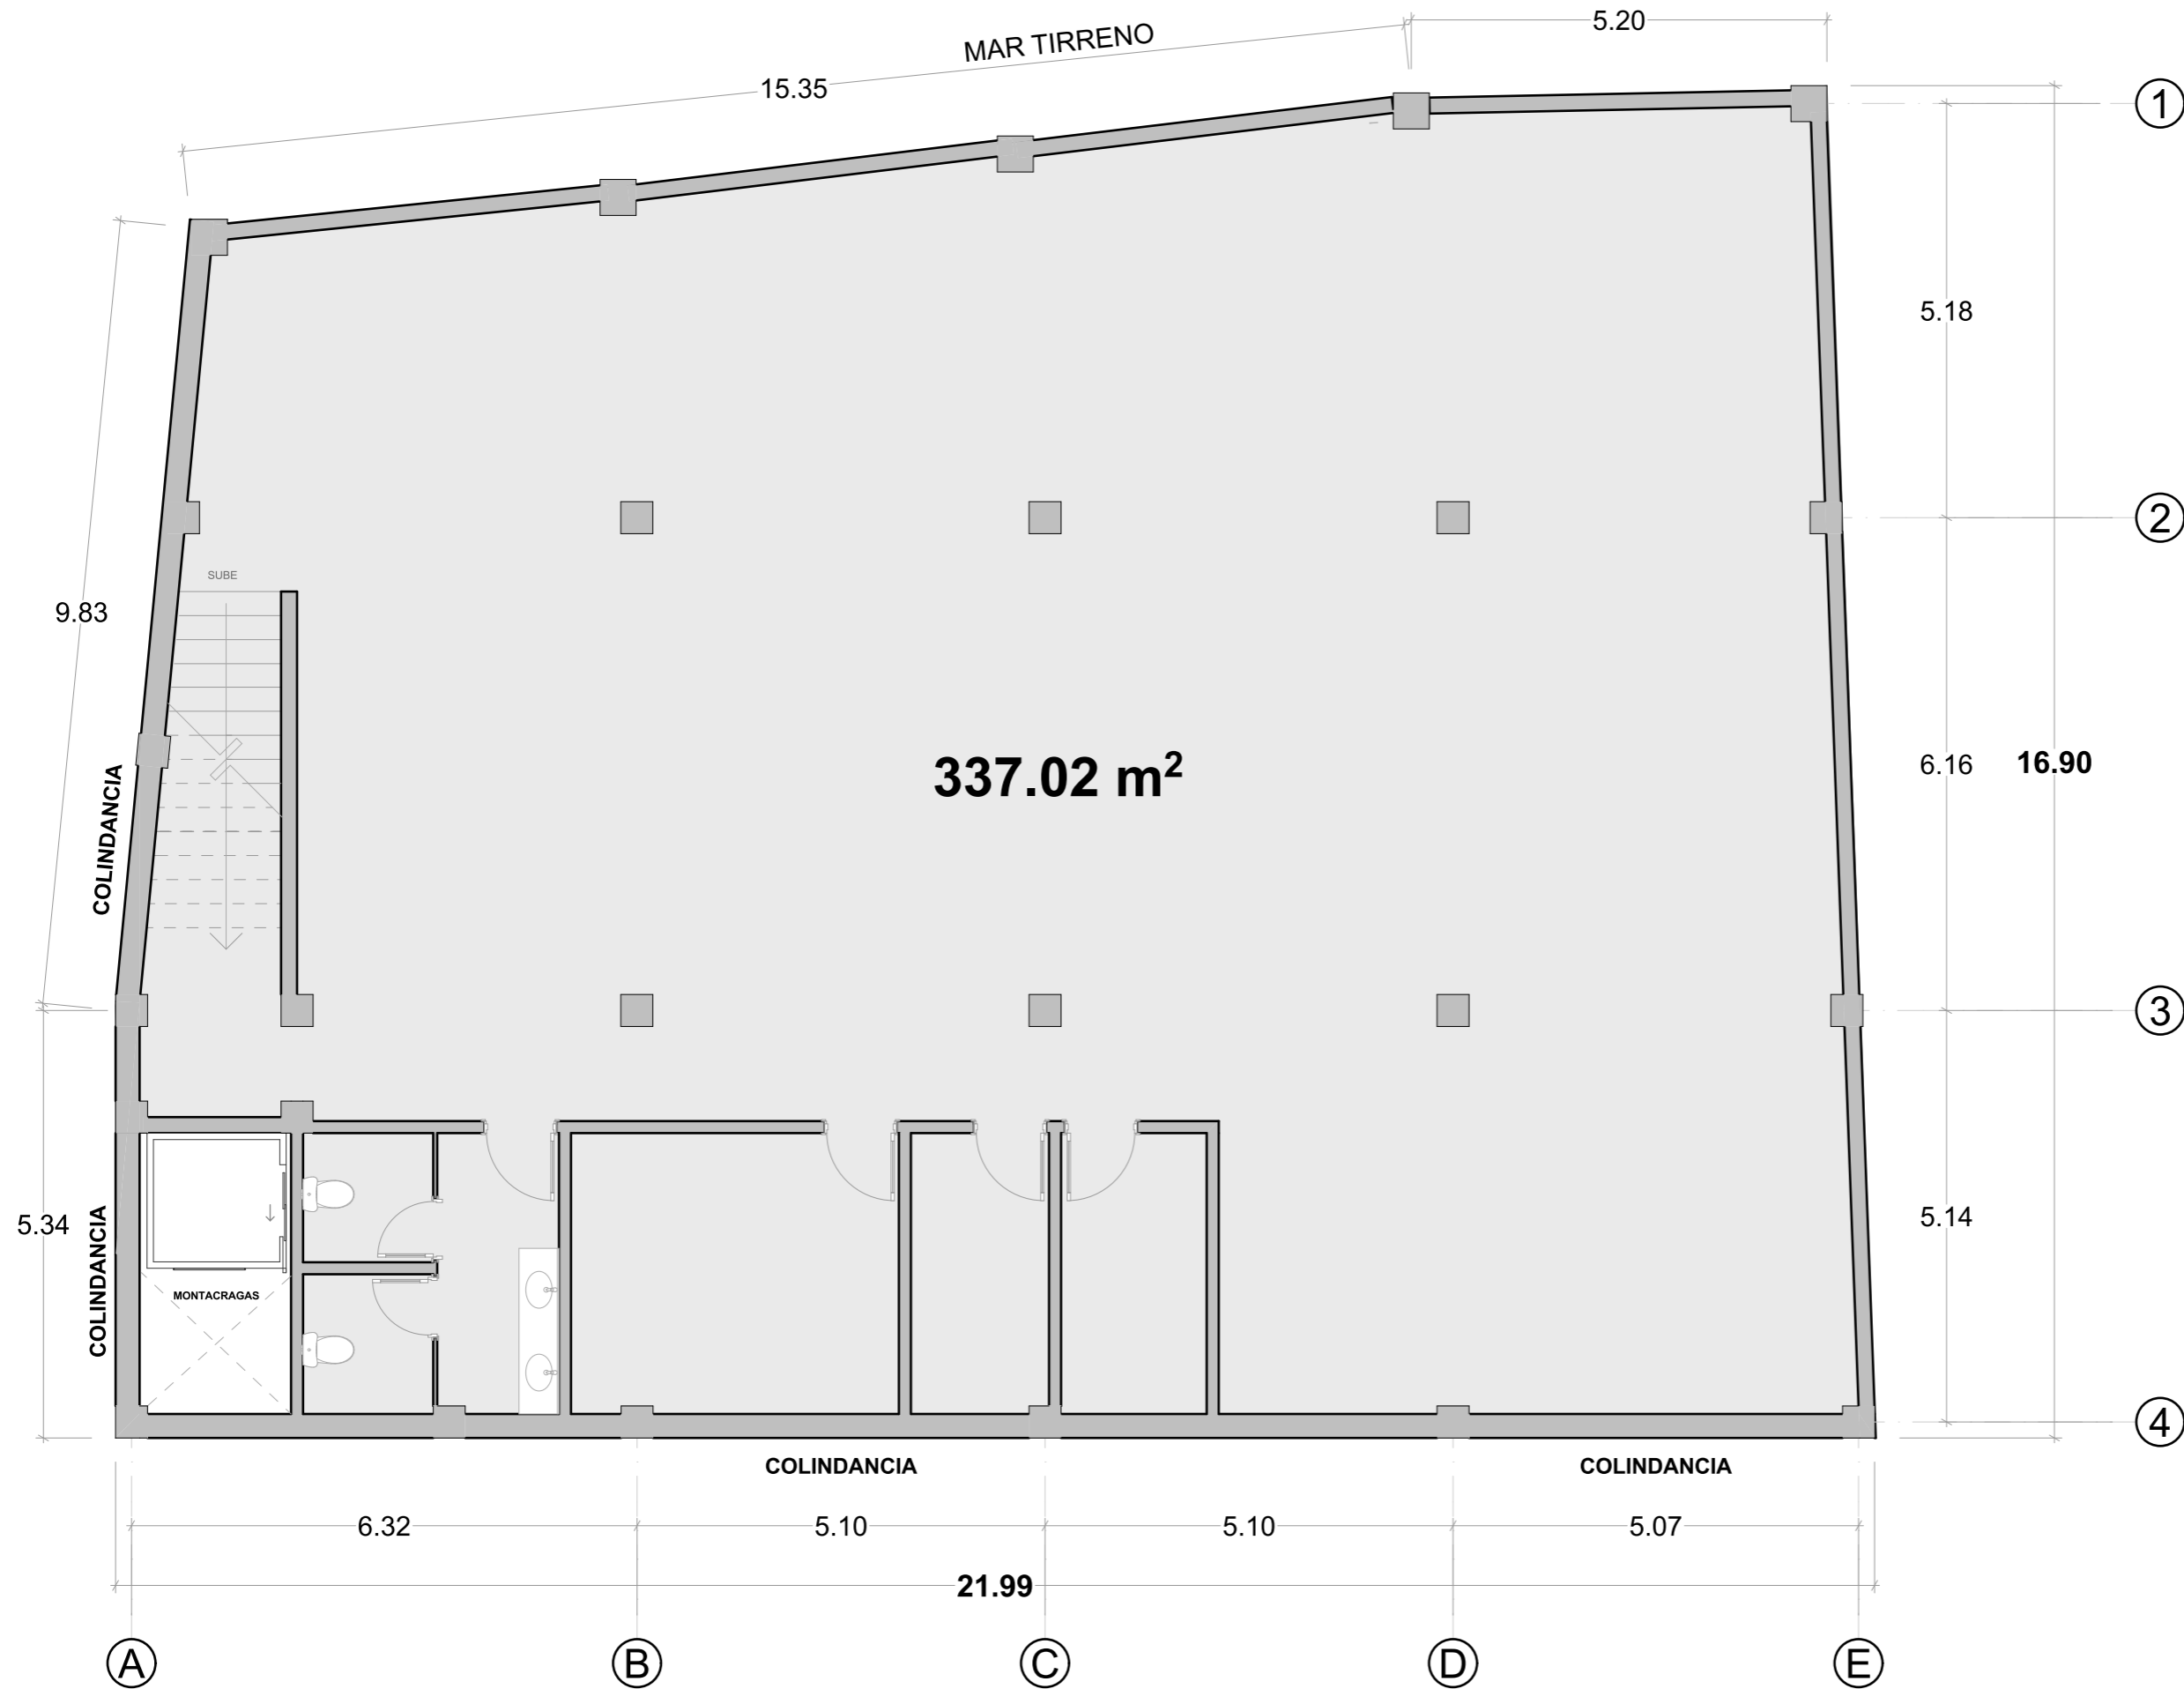 5.20
MAR TIRRENO
15.35
1
5.18
2
SUBE
9.83
6.16
16.90
337.02 m²
COLINDANCIA
3
5.34
COLINDANCIA
MONTACRAGAS
5.14
4
COLINDANCIA
COLINDANCIA
6.32
5.10
5.10
5.07
21.99
A
B
C
D
E